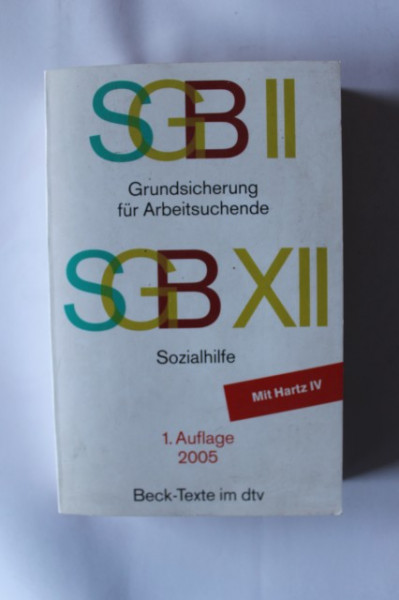 SGB II
Grundsicherung
für Arbeitsuchende
SGB XII
Sozialhilfe
Mit Hartz IV
1. Auflage
2005
Beck-Texte im dtv